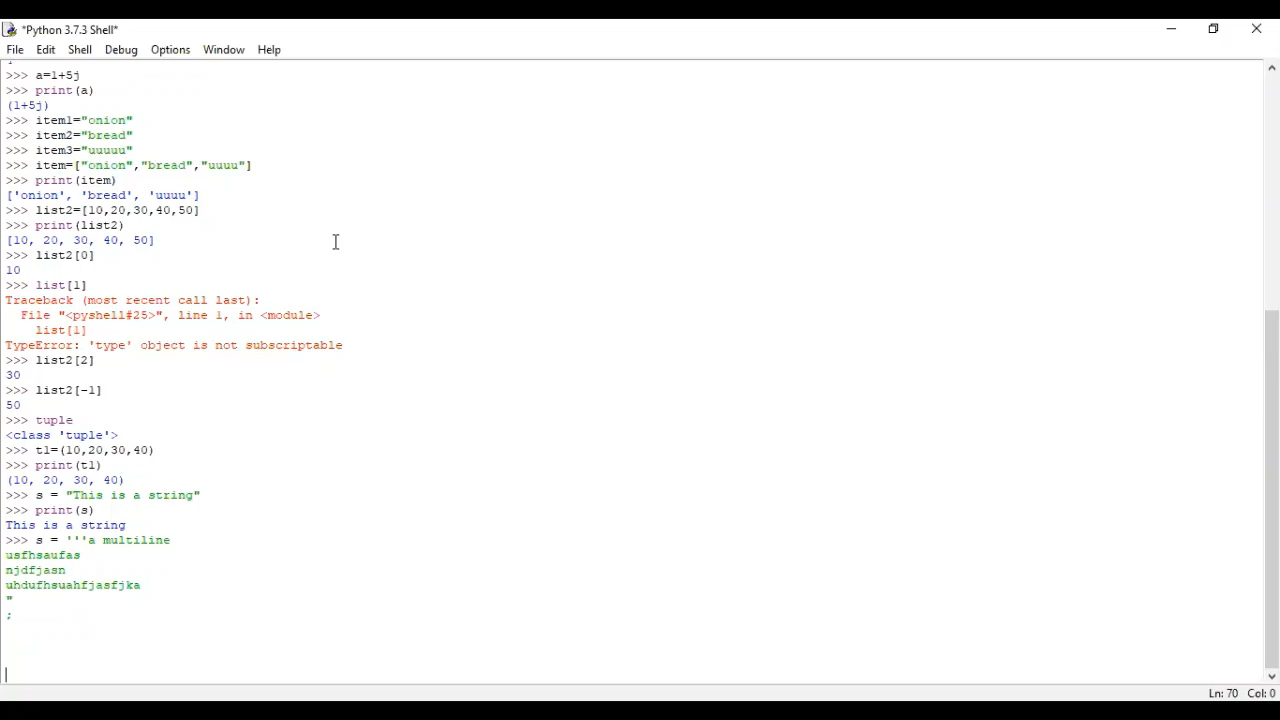 *Python 3.7.3 Shell*
File Edit Shell Debug Options Window Help
>>> a=1+5j
>>> print(a)
(1+5j)
>>> item1="onion"
>>> item2="bread"
>>> item3="uuuuu"
>>> item=["onion","bread","uuuu"]
>>> print(item)
['onion', 'bread', 'uuuu']
>>> list2=[10,20,30,40,50]
>>> print(list2)
[10, 20, 30, 40, 50]
>>> list2[0]
10
>>> list[1]
Traceback (most recent call last):
  File "<pyshell#25>", line 1, in <module>
    list[1]
TypeError: 'type' object is not subscriptable
>>> list2[2]
30
>>> list2[-1]
50
>>> tuple
<class 'tuple'>
>>> t1=(10,20,30,40)
>>> print(t1)
(10, 20, 30, 40)
>>> s = "This is a string"
>>> print(s)
This is a string
>>> s = '''a multiline
usfhsaufas
njdfjasn
uhdufhsuahfjasfjka
"
;
Ln: 70 Col: 0